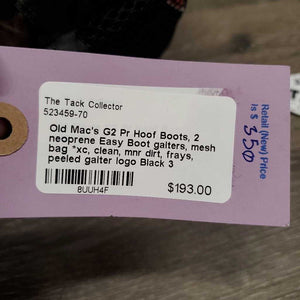 The Tack Collector
523459-70
Old Mac's G2 Pr Hoof Boots, 2
neoprene Easy Boot gaiters, mesh
bag *xc, clean, mnr dirt, frays,
peeled gaiter logo Black 3
$193.00
8UUH4F
Retail (New) Price
is $ 350